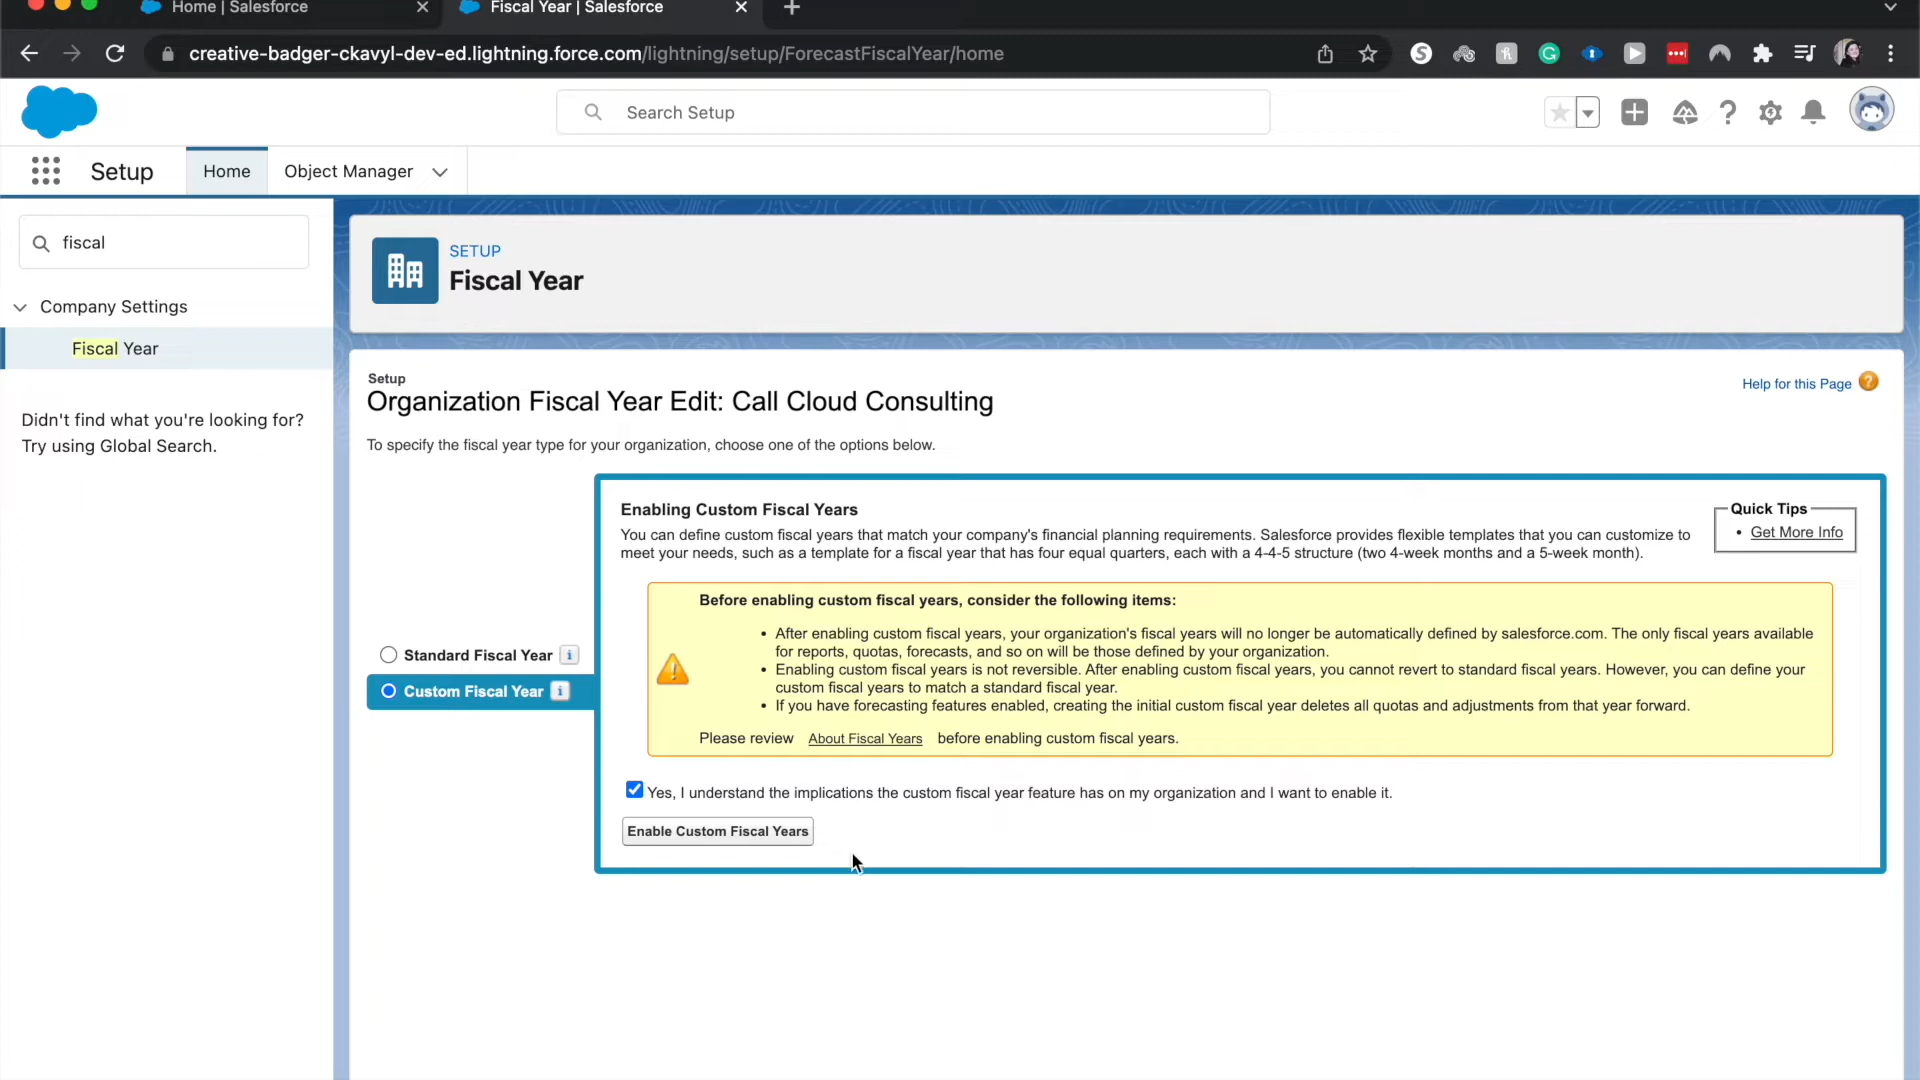 Home | Salesforce
Fiscal Year | Salesforce
creative-badger-ckavyl-dev-ed.lightning.force.com/lightning/setup/ForecastFiscalYear/home
Search Setup
Setup
Home
Object Manager
fiscal
Company Settings
Fiscal Year
Didn't find what you're looking for?
Try using Global Search.
SETUP
Fiscal Year
Setup
Organization Fiscal Year Edit: Call Cloud Consulting
Help for this Page
To specify the fiscal year type for your organization, choose one of the options below.
Standard Fiscal Year
Custom Fiscal Year
Enabling Custom Fiscal Years
You can define custom fiscal years that match your company's financial planning requirements. Salesforce provides flexible templates that you can customize to
meet your needs, such as a template for a fiscal year that has four equal quarters, each with a 4-4-5 structure (two 4-week months and a 5-week month).
Quick Tips
• Get More Info
Before enabling custom fiscal years, consider the following items:
• After enabling custom fiscal years, your organization's fiscal years will no longer be automatically defined by salesforce.com. The only fiscal years available
for reports, quotas, forecasts, and so on will be those defined by your organization.
• Enabling custom fiscal years is not reversible. After enabling custom fiscal years, you cannot revert to standard fiscal years. However, you can define your
custom fiscal years to match a standard fiscal year.
• If you have forecasting features enabled, creating the initial custom fiscal year deletes all quotas and adjustments from that year forward.
Please review About Fiscal Years before enabling custom fiscal years.
Yes, I understand the implications the custom fiscal year feature has on my organization and I want to enable it.
Enable Custom Fiscal Years